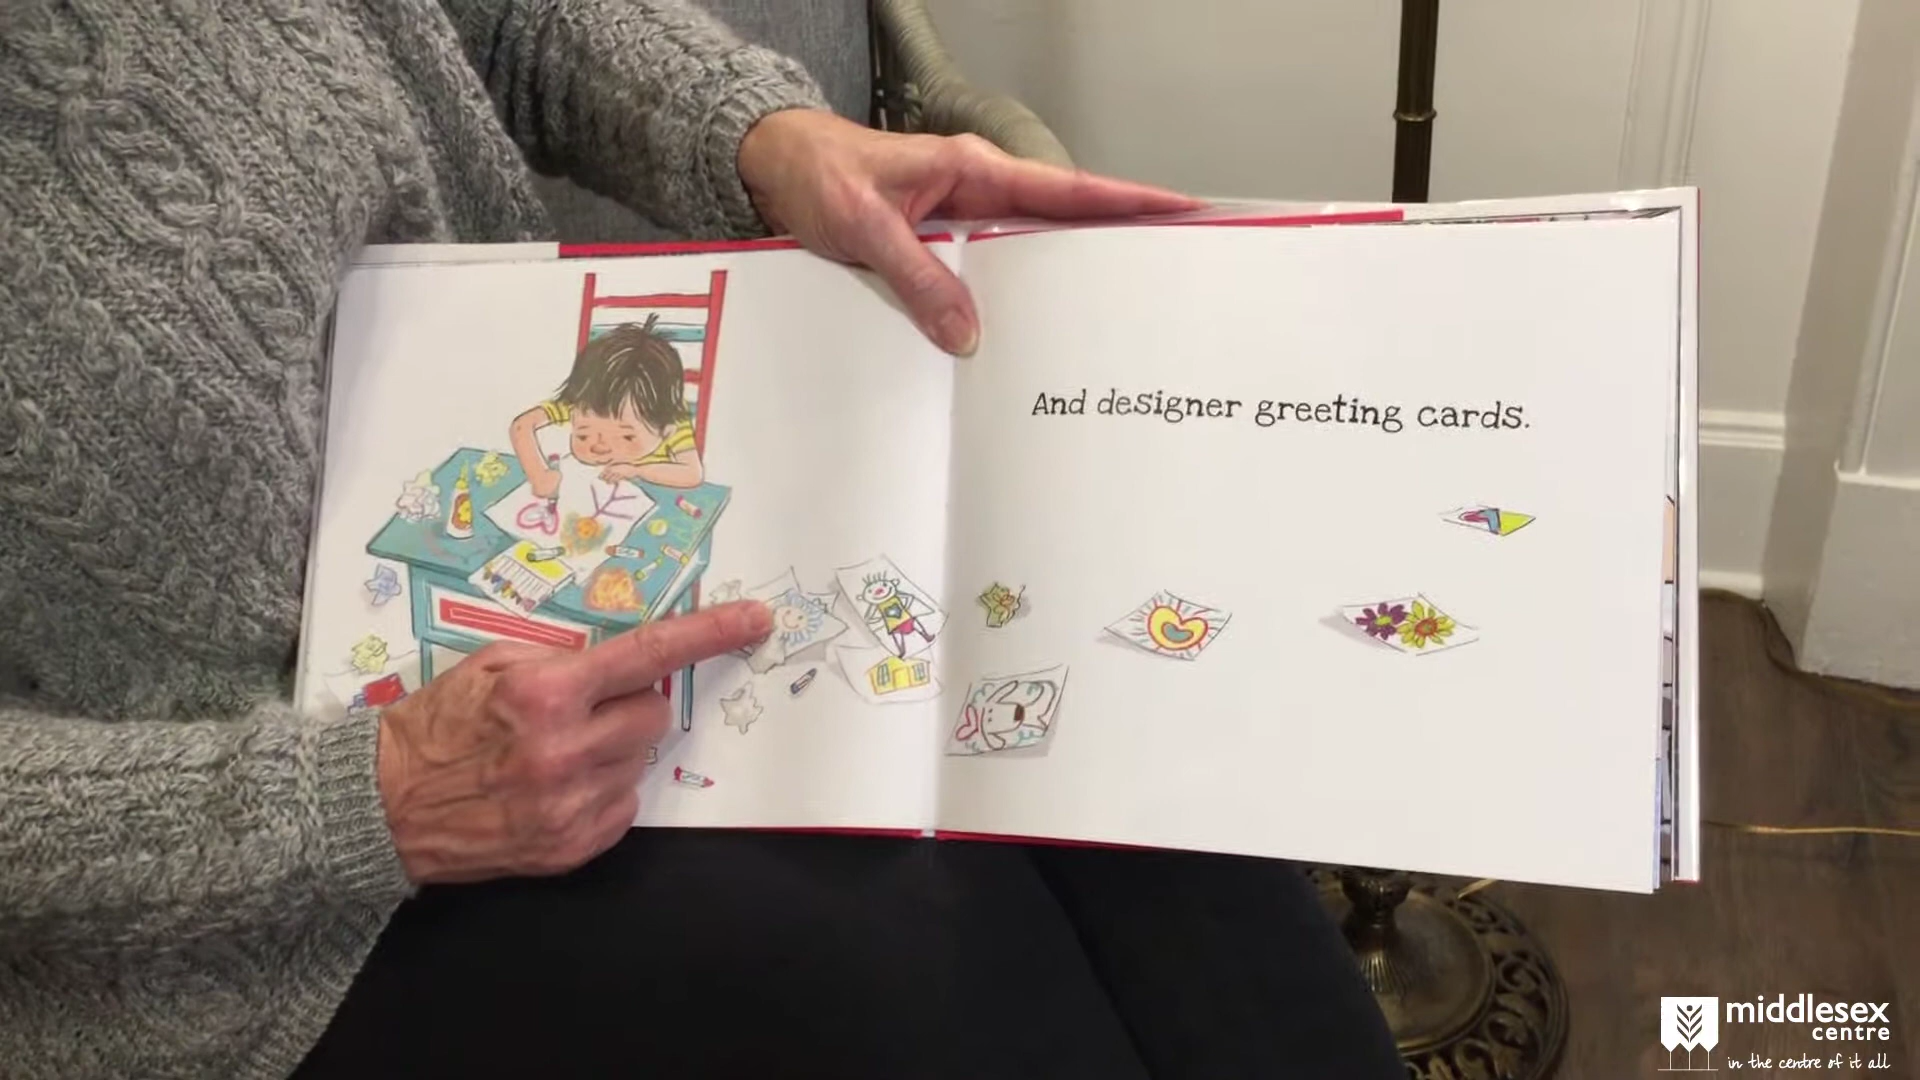 And designer greeting cards.
middlesex
centre
in the centre of it all